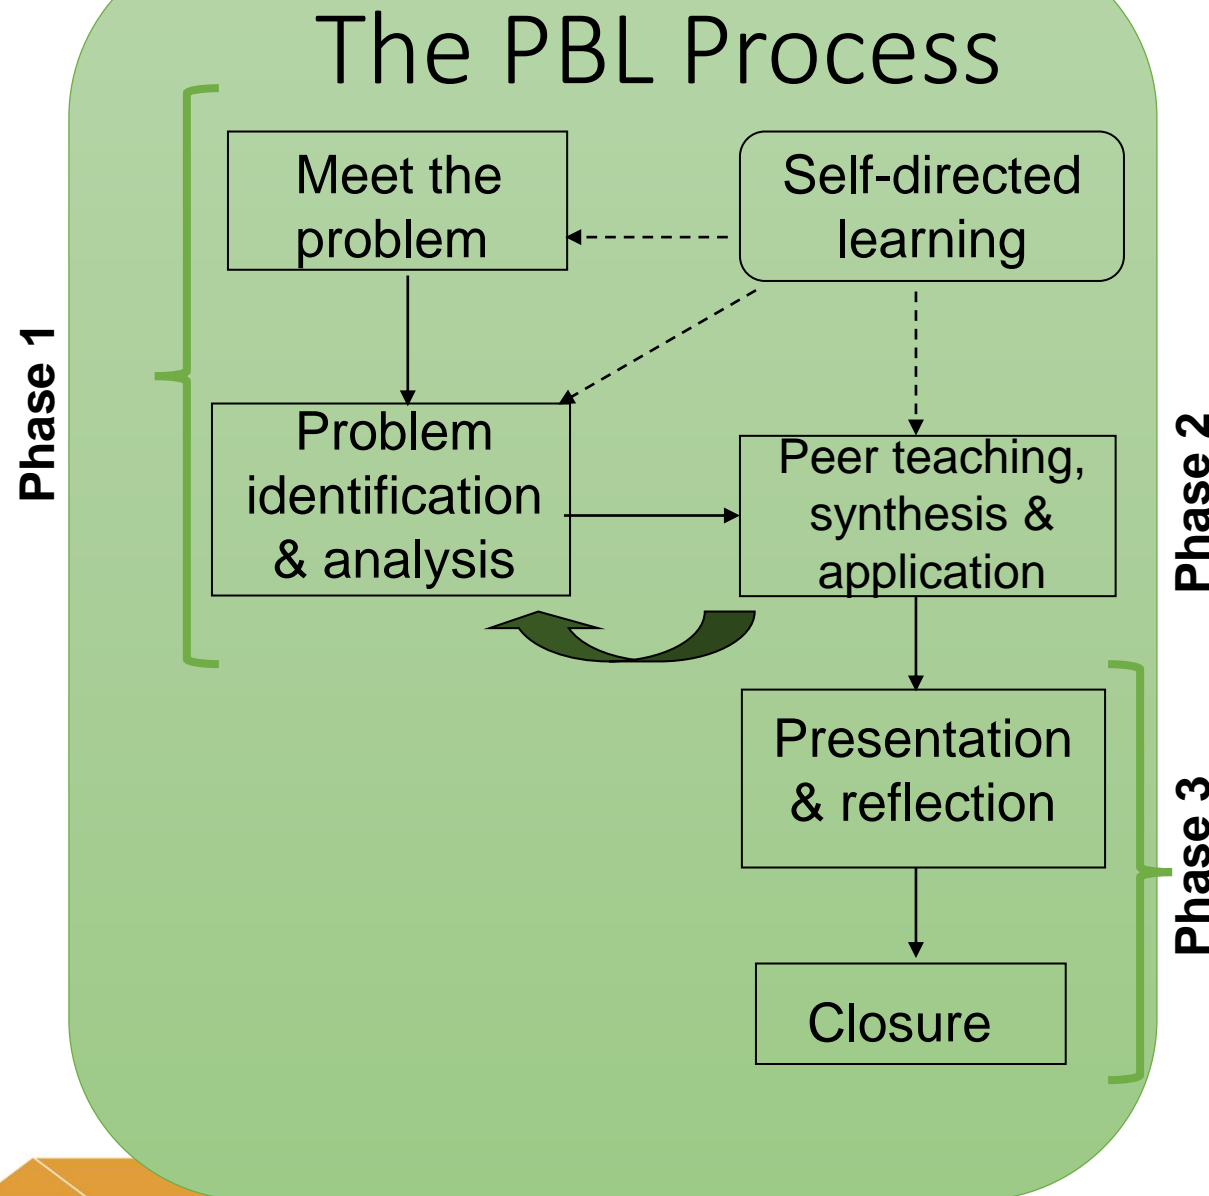 The PBL Process
Meet the
problem
Self-directed
learning
Phase 1
Problem
identification
& analysis
Peer teaching,
synthesis &
application
Phase 2
Presentation
& reflection
Phase 3
Closure